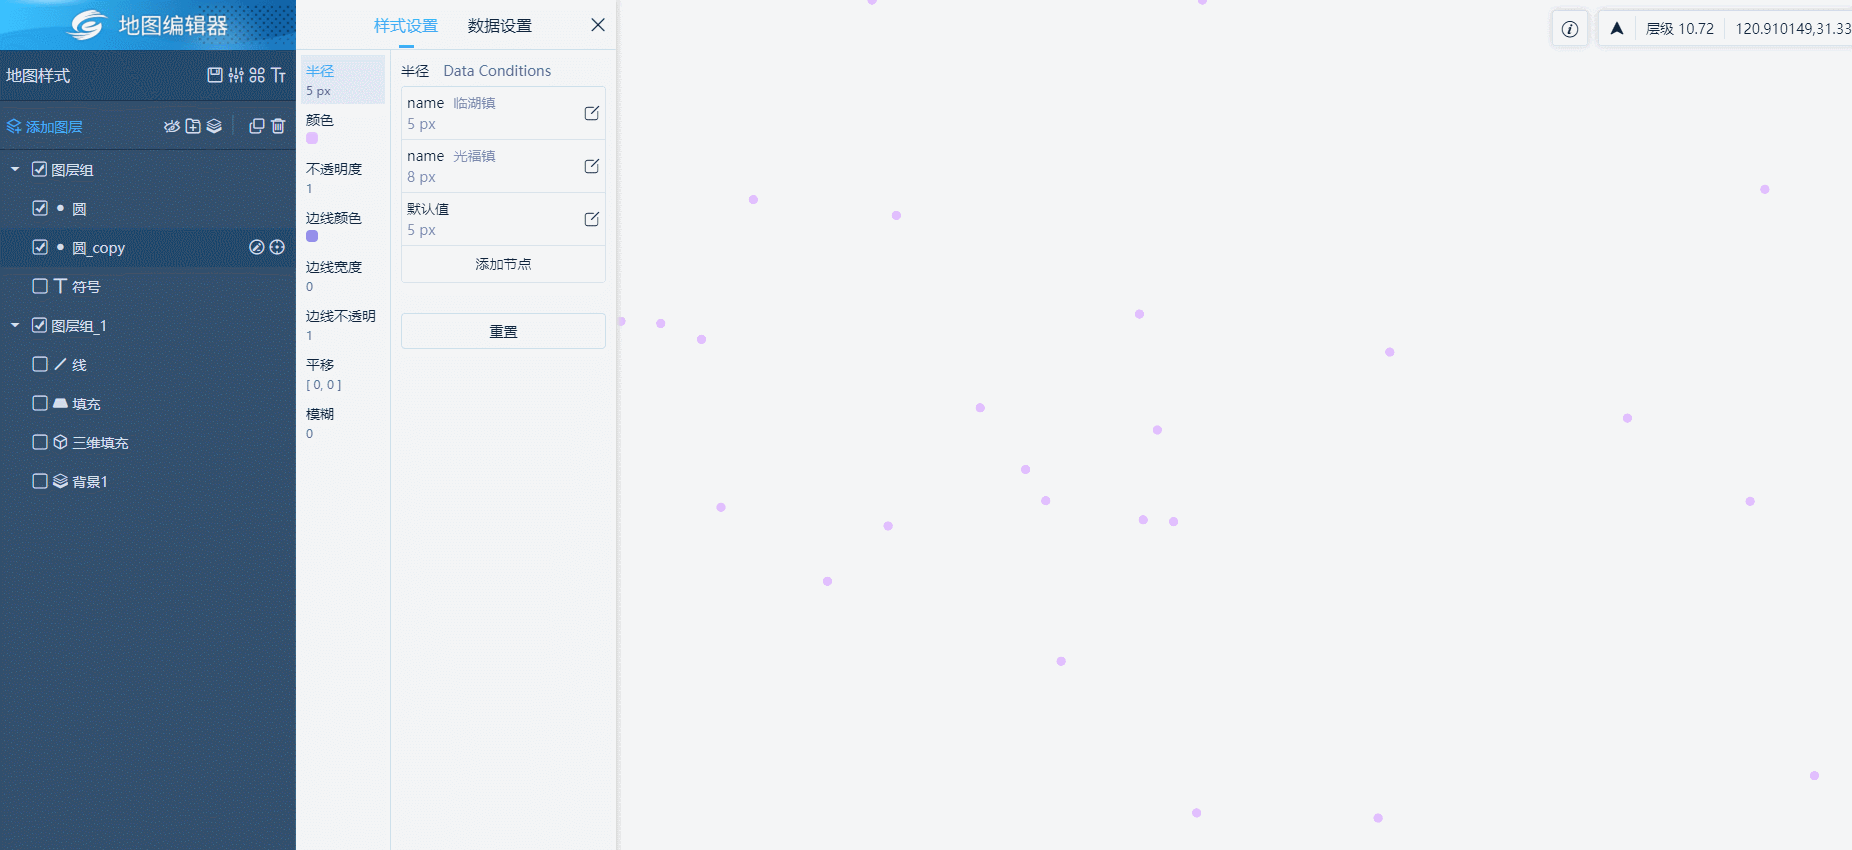 地图编辑器
样式设置
数据设置
层级 10.72
120.910149,31.33
地图样式
添加图层
图层组
圆
圆_copy
符号
图层组_1
线
填充
三维填充
背景1
半径
5 px
颜色
不透明度
1
边线颜色
边线宽度
0
边线不透明
1
平移
[ 0, 0 ]
模糊
0
半径 Data Conditions
name 临湖镇
5 px
name 光福镇
8 px
默认值
5 px
添加节点
重置